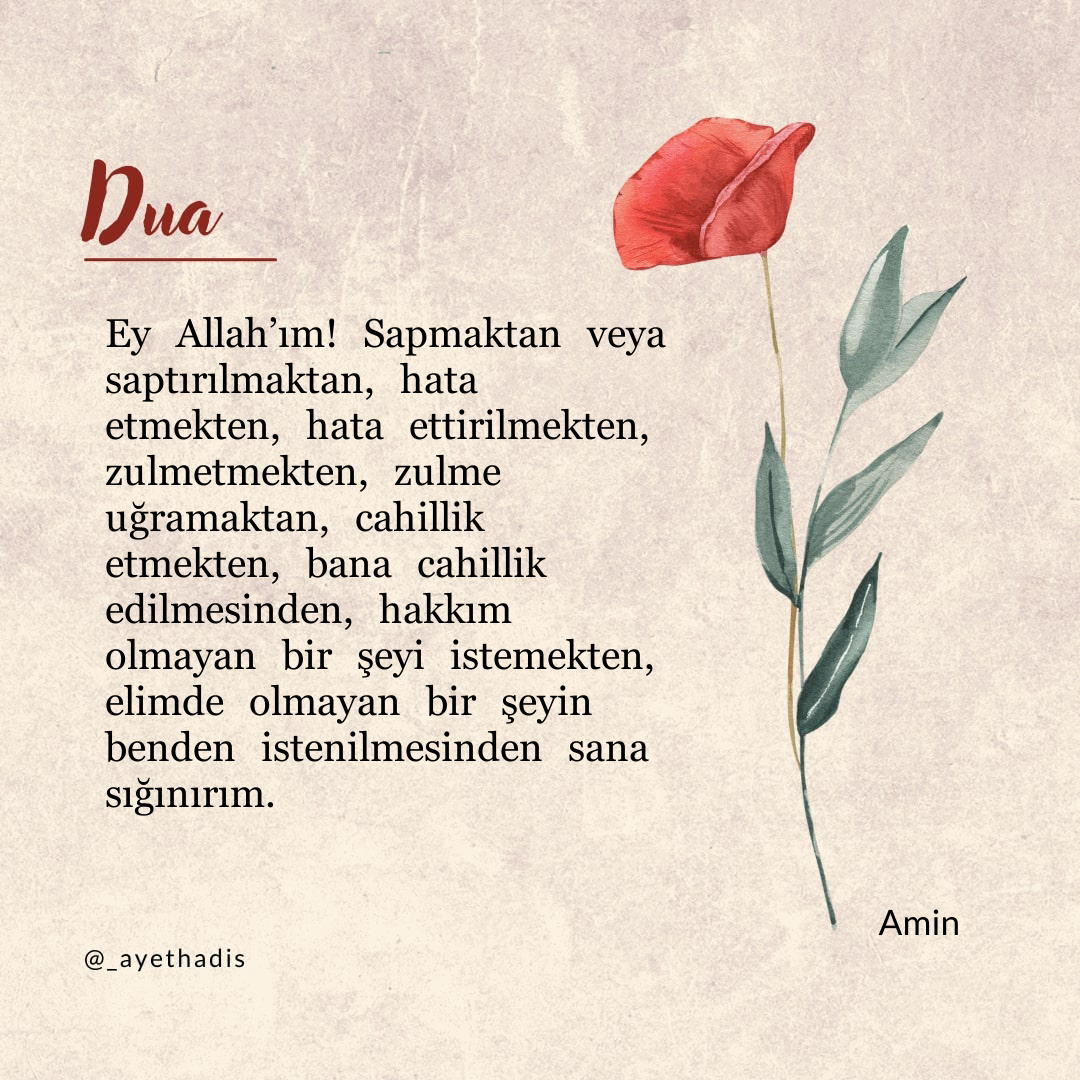 Dua
Ey Allah’ım! Sapmaktan veya
saptırılmaktan, hata
etmekten, hata ettirilmekten,
zulmetmekten, zulme
uğramaktan, cahillik
etmekten, bana cahillik
edilmesinden, hakkım
olmayan bir şeyi istemekten,
elimde olmayan bir şeyin
benden istenilmesinden sana
sığınırım.
Amin
@_ayethadis